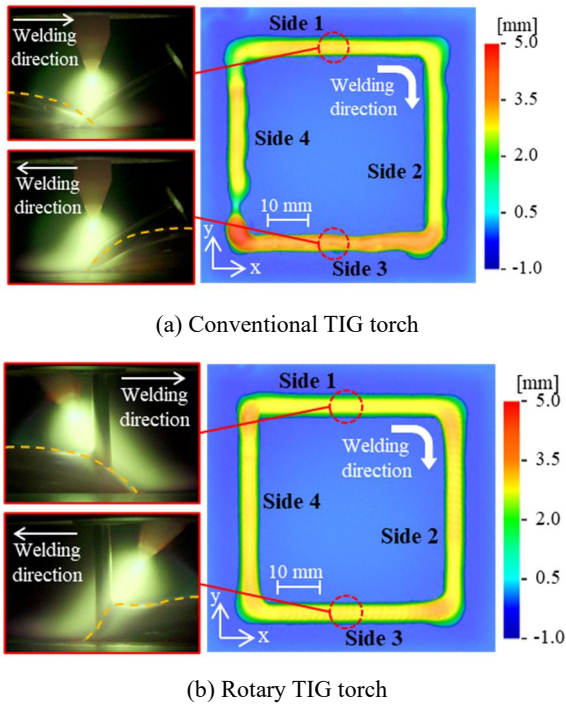 Welding
direction
Welding
direction
Side 1
Welding
direction
Side 4
Side 2
10 mm
y
x
Side 3
[mm]
5.0
3.5
2.0
0.5
-1.0
(a) Conventional TIG torch
Welding
direction
Welding
direction
Side 1
Welding
direction
Side 4
Side 2
10 mm
y
x
Side 3
[mm]
5.0
3.5
2.0
0.5
-1.0
(b) Rotary TIG torch